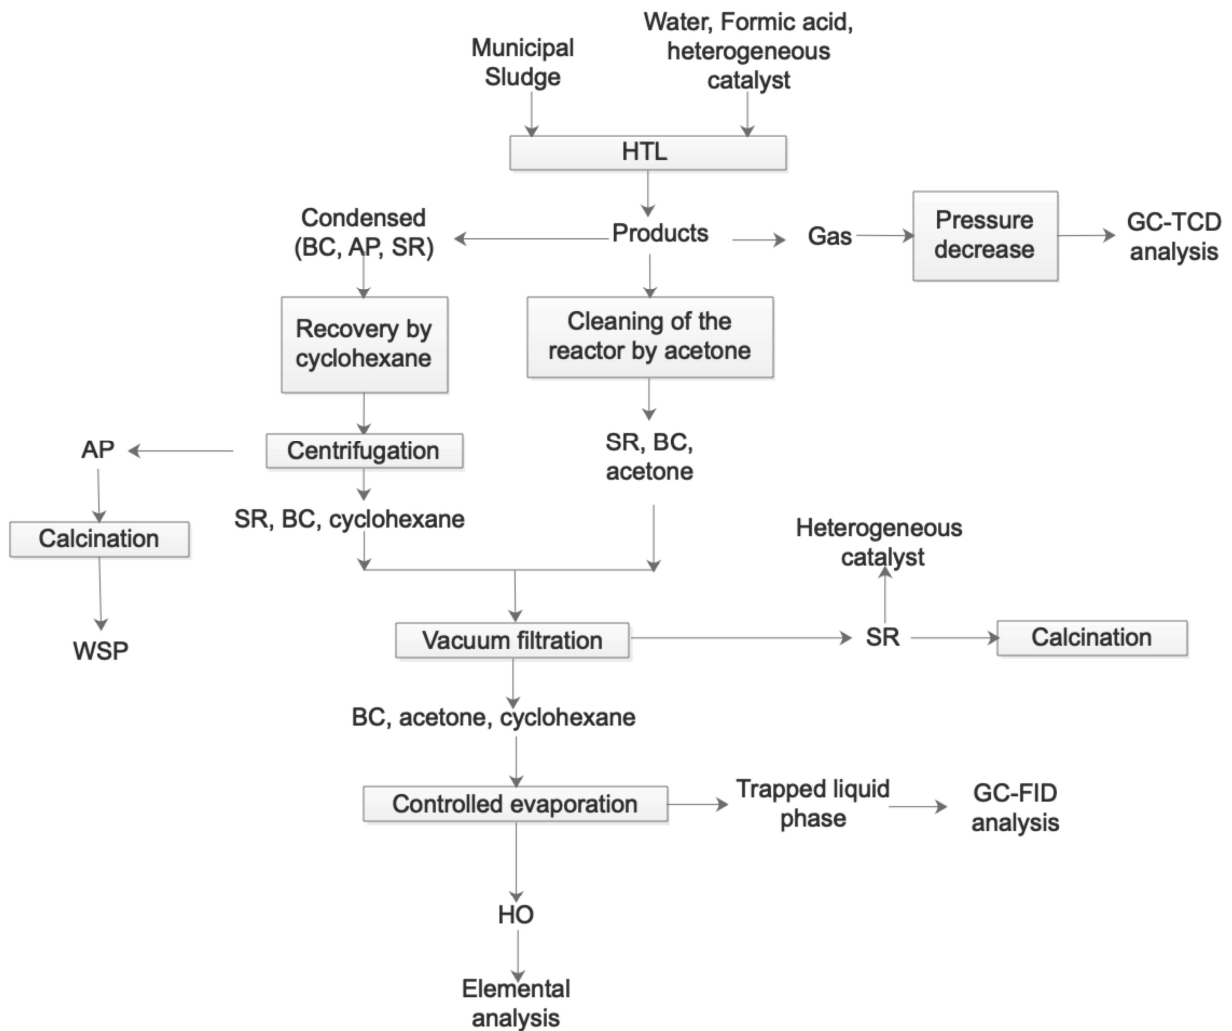 Municipal
Sludge
Water, Formic acid,
heterogeneous
catalyst
HTL
Condensed
(BC, AP, SR)
Products
Gas
Pressure
decrease
GC-TCD
analysis
Recovery by
cyclohexane
Cleaning of the
reactor by acetone
AP
Centrifugation
SR, BC,
acetone
SR, BC, cyclohexane
Calcination
Heterogeneous
catalyst
WSP
Vacuum filtration
SR
Calcination
BC, acetone, cyclohexane
Controlled evaporation
Trapped liquid
phase
GC-FID
analysis
HO
Elemental
analysis